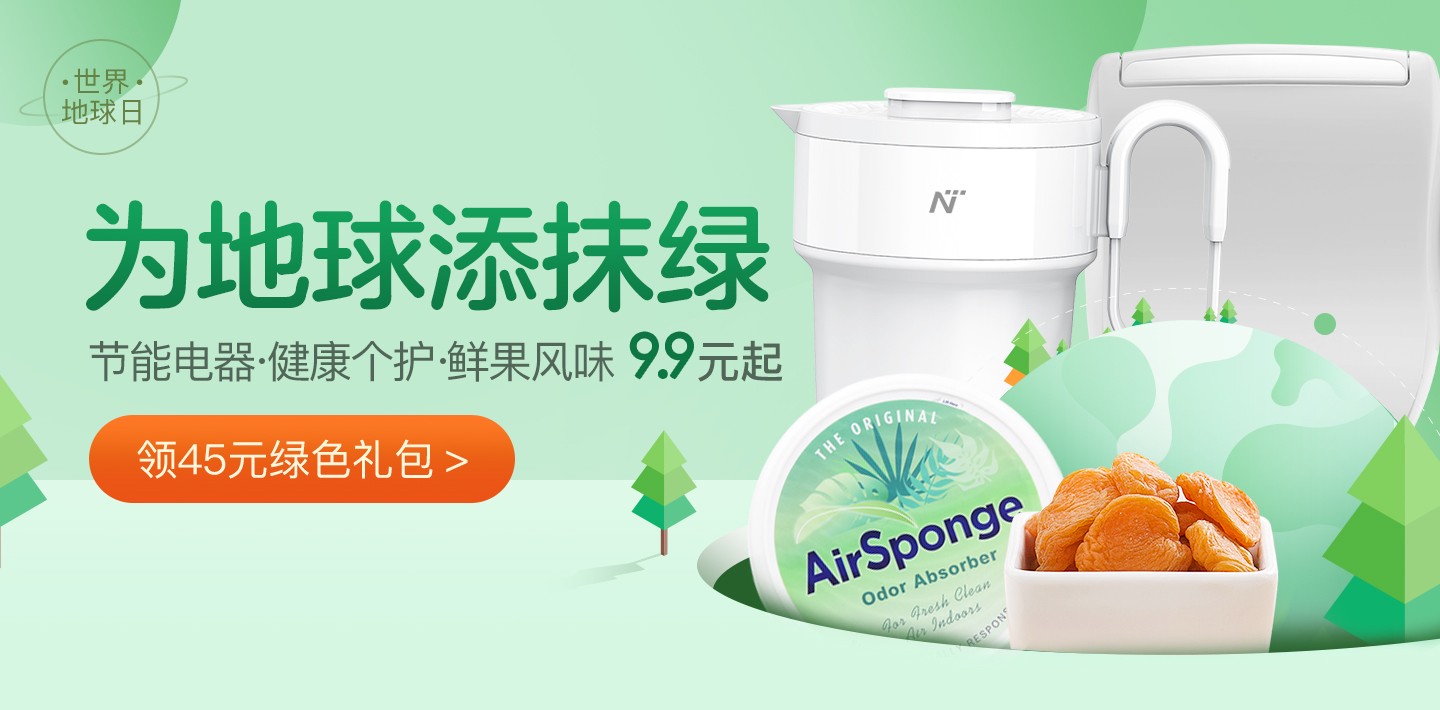 ·世界·
地球日
为地球添抹绿
节能电器·健康个护·鲜果风味 9.9元起
领45元绿色礼包 >
N
THE ORIGINAL
AirSponge
Odor Absorber
For Fresh Clean
Air Indoors